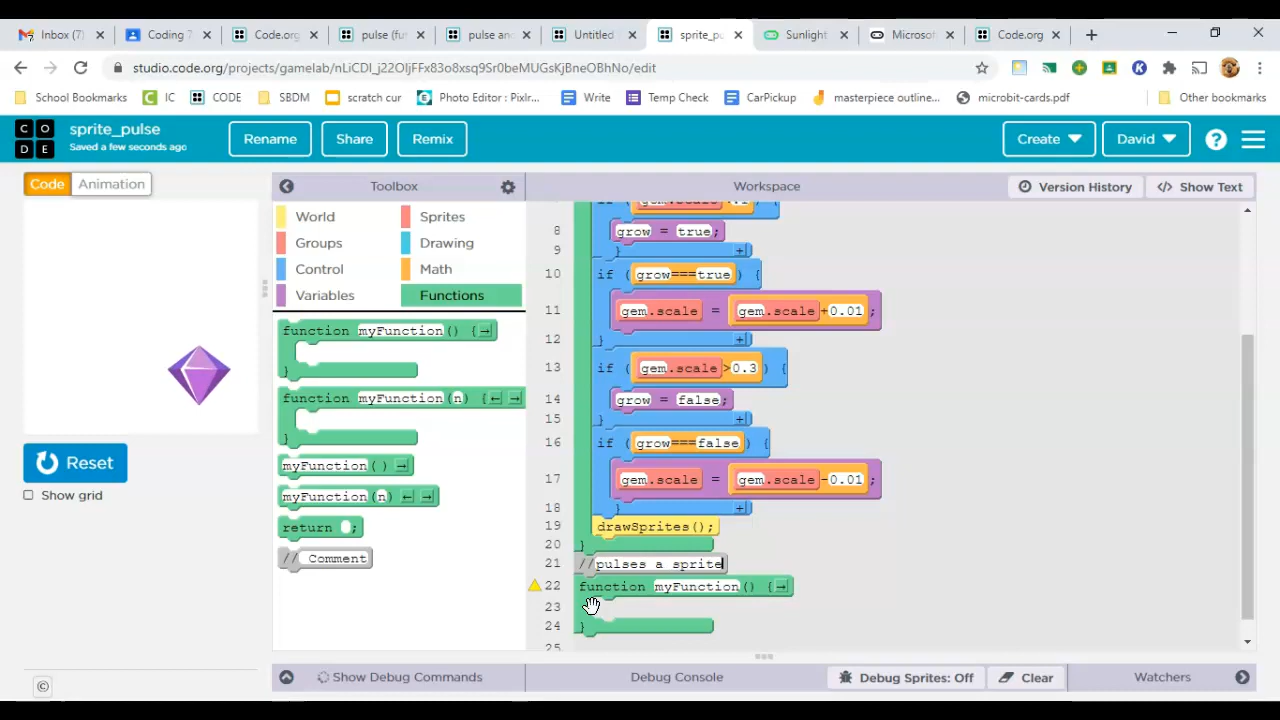 Inbox (7)
Coding 7
Code.org
pulse (fu
pulse an
Untitled
sprite_pu
Sunlight
Microsof
Code.org
studio.code.org/projects/gamelab/nLiCDI_j22OljFFx83o8xsq9Sr0beMUGsKjBneOBhNo/edit
School Bookmarks
IC
CODE
SBDM
scratch cur
Photo Editor : Pixlr...
Write
Temp Check
CarPickup
masterpiece outline...
microbit-cards.pdf
Other bookmarks
C O
D E
sprite_pulse
Saved a few seconds ago
Rename
Share
Remix
Create
David
?
Code
Animation
Toolbox
Workspace
Version History
</> Show Text
World
Sprites
Groups
Drawing
Control
Math
Variables
Functions
function myFunction() {
}
function myFunction(n) {
}
myFunction()
myFunction(n)
return ;
// Comment
Reset
Show grid
8 grow = true;
9 }
10 if (grow===true) {
11 gem.scale = gem.scale+0.01;
12 }
13 if (gem.scale>0.3) {
14 grow = false;
15 }
16 if (grow===false) {
17 gem.scale = gem.scale-0.01;
18 }
19 drawSprites();
20 }
21 //pulses a sprite
22 function myFunction() {
23
24 }
25
©
Show Debug Commands
Debug Console
Debug Sprites: Off
Clear
Watchers